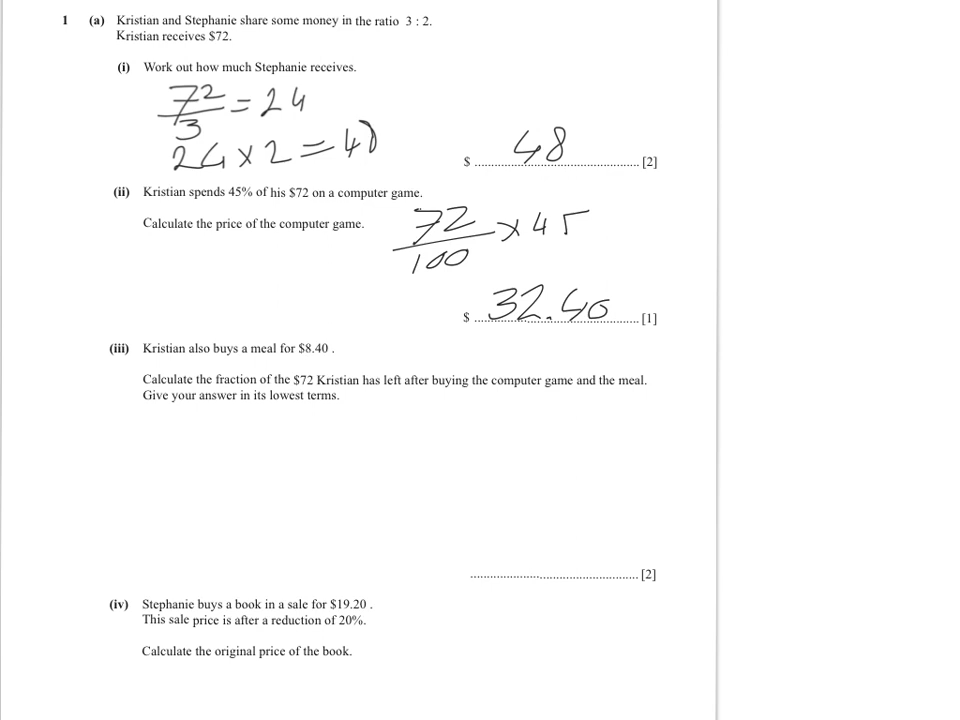 1 (a) Kristian and Stephanie share some money in the ratio 3 : 2.
Kristian receives $72.
(i) Work out how much Stephanie receives.
72/3 = 24
24 x 2 = 48
$ 48 [2]
(ii) Kristian spends 45% of his $72 on a computer game.
Calculate the price of the computer game.
72/100 x 45
$ 32.40 [1]
(iii) Kristian also buys a meal for $8.40 .
Calculate the fraction of the $72 Kristian has left after buying the computer game and the meal.
Give your answer in its lowest terms.
[2]
(iv) Stephanie buys a book in a sale for $19.20 .
This sale price is after a reduction of 20%.
Calculate the original price of the book.